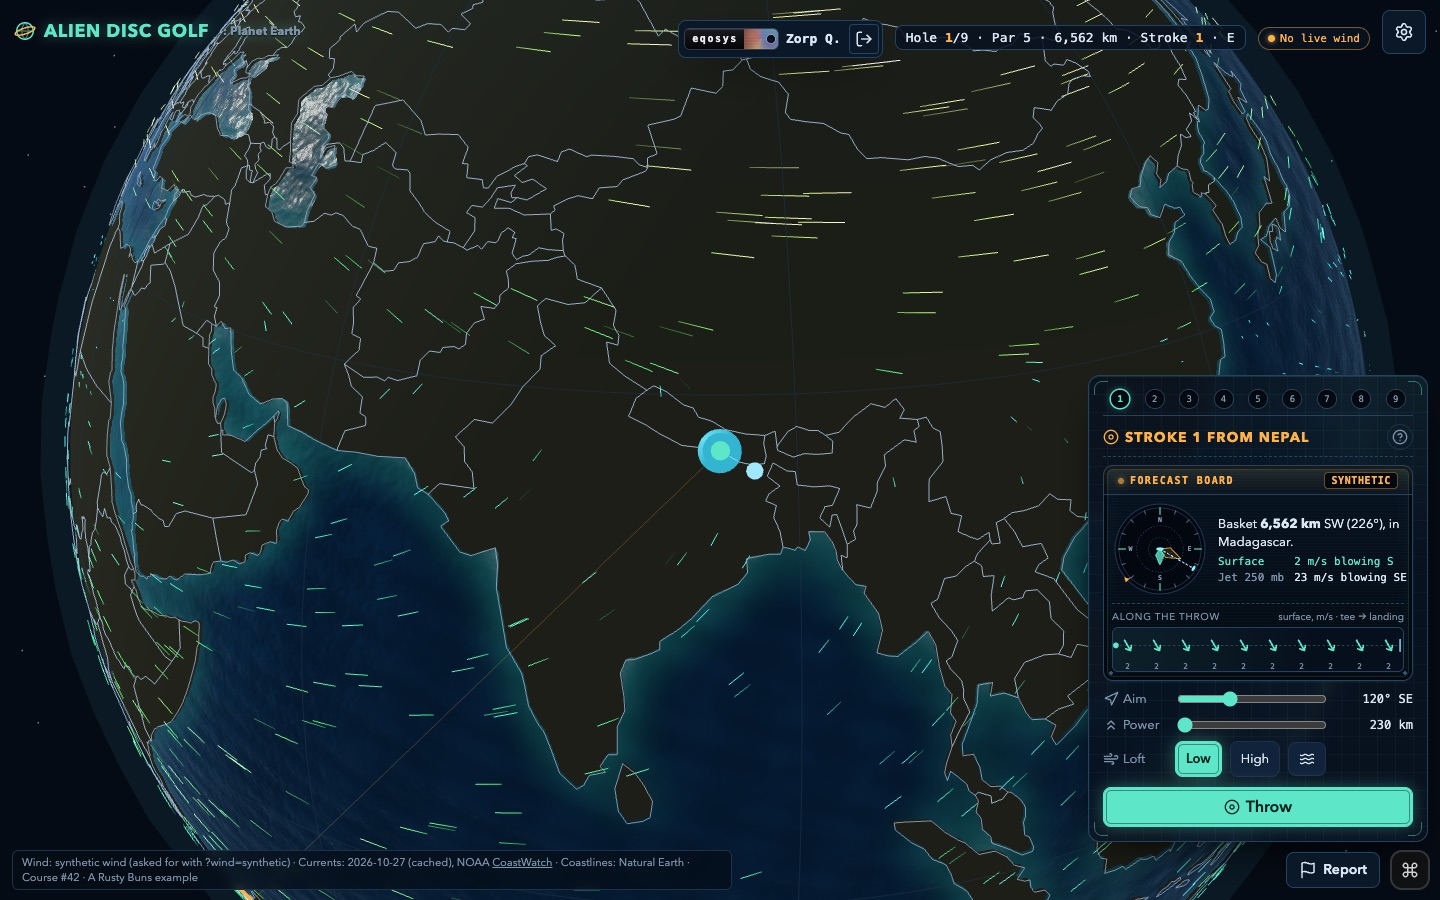 ALIEN DISC GOLF : Planet Earth
eqosys Zorp Q.
Hole 1/9 · Par 5 · 6,562 km · Stroke 1 · E
No live wind
1 2 3 4 5 6 7 8 9
STROKE 1 FROM NEPAL
FORECAST BOARD SYNTHETIC
N
W E
S
Basket 6,562 km SW (226°), in
Madagascar.
Surface 2 m/s blowing S
Jet 250 mb 23 m/s blowing SE
ALONG THE THROW surface, m/s · tee → landing
2 2 2 2 2 2 2 2 2 2
Aim 120° SE
Power 230 km
Loft Low High
Throw
Wind: synthetic wind (asked for with ?wind=synthetic) · Currents: 2026-10-27 (cached), NOAA CoastWatch · Coastlines: Natural Earth ·
Course #42 · A Rusty Buns example
Report